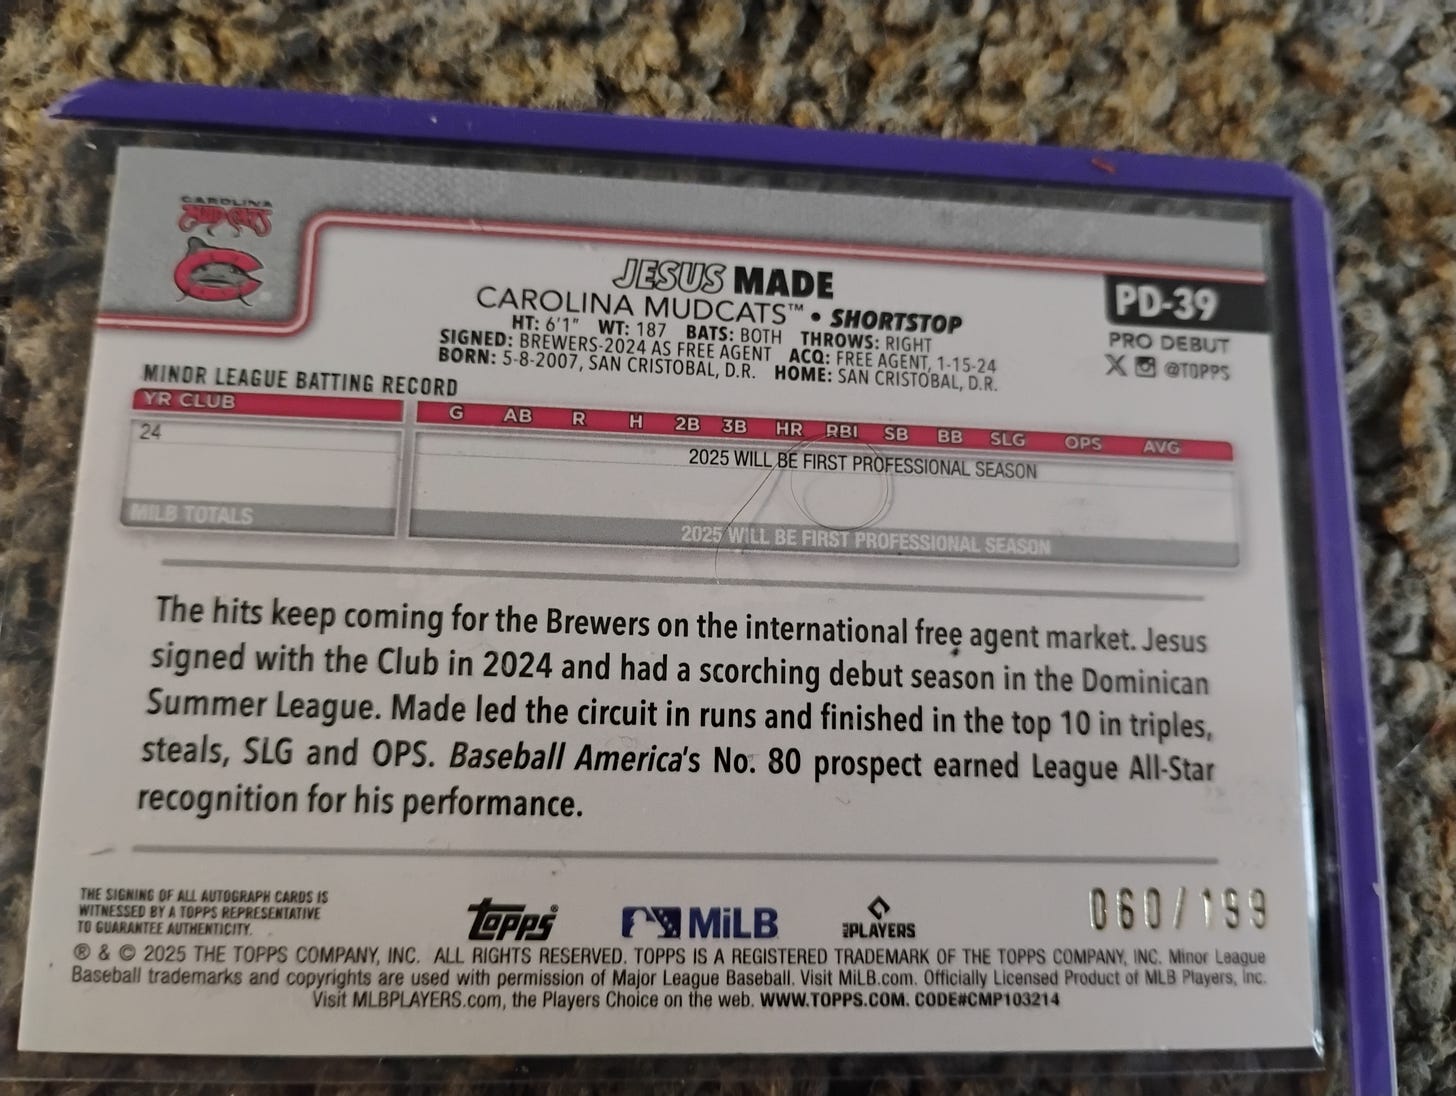 CAROLINA
MUDCATS
JESUS MADE
CAROLINA MUDCATS™ • SHORTSTOP
HT: 6'1" WT: 187 BATS: BOTH THROWS: RIGHT
SIGNED: BREWERS-2024 AS FREE AGENT ACQ: FREE AGENT, 1-15-24
BORN: 5-8-2007, SAN CRISTOBAL, D.R. HOME: SAN CRISTOBAL, D.R.
PD-39
PRO DEBUT
X @TOPPS
MINOR LEAGUE BATTING RECORD
YR CLUB G AB R H 2B 3B HR RBI SB BB SLG OPS AVG
24 2025 WILL BE FIRST PROFESSIONAL SEASON
MILB TOTALS 2025 WILL BE FIRST PROFESSIONAL SEASON
The hits keep coming for the Brewers on the international free agent market. Jesus
signed with the Club in 2024 and had a scorching debut season in the Dominican
Summer League. Made led the circuit in runs and finished in the top 10 in triples,
steals, SLG and OPS. Baseball America's No. 80 prospect earned League All-Star
recognition for his performance.
THE SIGNING OF ALL AUTOGRAPH CARDS IS
WITNESSED BY A TOPPS REPRESENTATIVE
TO GUARANTEE AUTHENTICITY.
Topps®
MiLB
MLB PLAYERS
060/199
® & © 2025 THE TOPPS COMPANY, INC. ALL RIGHTS RESERVED. TOPPS IS A REGISTERED TRADEMARK OF THE TOPPS COMPANY, INC. Minor League
Baseball trademarks and copyrights are used with permission of Major League Baseball. Visit MiLB.com. Officially Licensed Product of MLB Players, Inc.
Visit MLBPLAYERS.com, the Players Choice on the web. WWW.TOPPS.COM. CODE#CMP103214